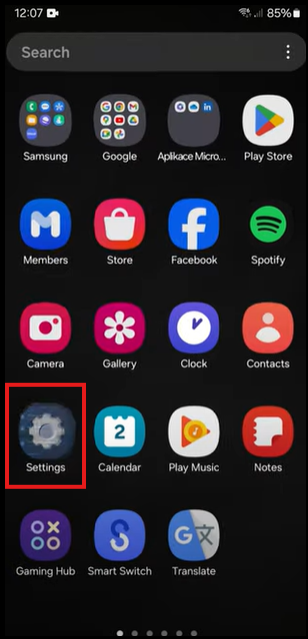 12:07 85%
Search
Samsung Google Aplikace Micro... Play Store
Members Store Facebook Spotify
Camera Gallery Clock Contacts
2
Settings Calendar Play Music Notes
G
Gaming Hub Smart Switch Translate